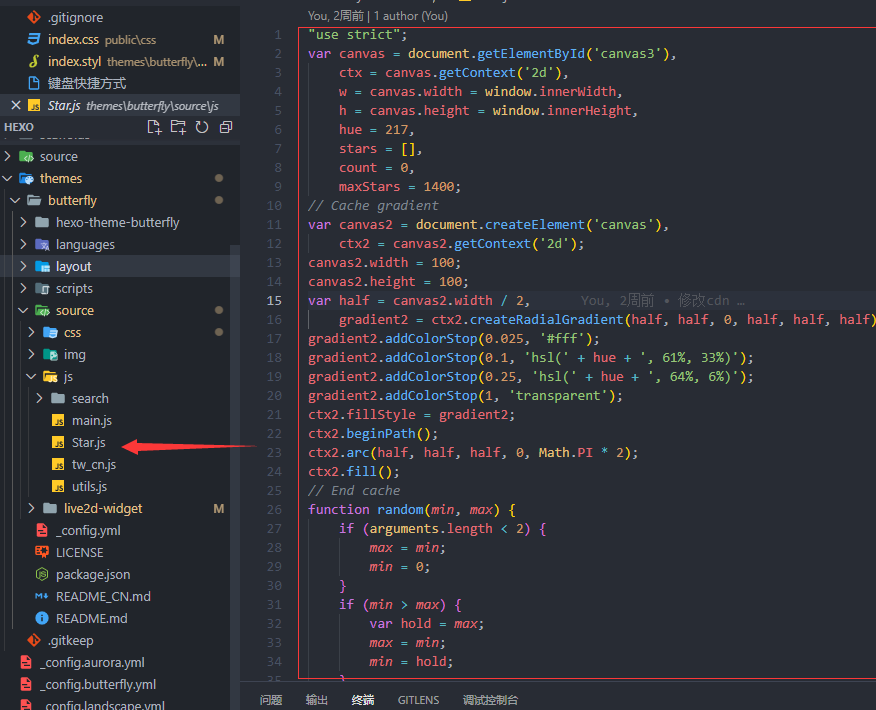 .gitignore
index.css public\css M
index.styl themes\butterfly\... M
键盘快捷方式
Star.js themes\butterfly\source\js
HEXO
source
themes
butterfly
hexo-theme-butterfly
languages
layout
scripts
source
css
img
js
search
main.js
Star.js
tw_cn.js
utils.js
live2d-widget M
_config.yml
LICENSE
package.json
README_CN.md
README.md
.gitkeep
_config.aurora.yml
_config.butterfly.yml
_config.landscape.yml
You, 2周前 | 1 author (You)
1 "use strict";
2 var canvas = document.getElementById('canvas3'),
3 ctx = canvas.getContext('2d'),
4 w = canvas.width = window.innerWidth,
5 h = canvas.height = window.innerHeight,
6 hue = 217,
7 stars = [],
8 count = 0,
9 maxStars = 1400;
10 // Cache gradient
11 var canvas2 = document.createElement('canvas'),
12 ctx2 = canvas2.getContext('2d');
13 canvas2.width = 100;
14 canvas2.height = 100;
15 var half = canvas2.width / 2, You, 2周前 • 修改cdn …
16 gradient2 = ctx2.createRadialGradient(half, half, 0, half, half, half)
17 gradient2.addColorStop(0.025, '#fff');
18 gradient2.addColorStop(0.1, 'hsl(' + hue + ', 61%, 33%)');
19 gradient2.addColorStop(0.25, 'hsl(' + hue + ', 64%, 6%)');
20 gradient2.addColorStop(1, 'transparent');
21 ctx2.fillStyle = gradient2;
22 ctx2.beginPath();
23 ctx2.arc(half, half, half, 0, Math.PI * 2);
24 ctx2.fill();
25 // End cache
26 function random(min, max) {
27 if (arguments.length < 2) {
28 max = min;
29 min = 0;
30 }
31 if (min > max) {
32 var hold = max;
33 max = min;
34 min = hold;
35 }
问题 输出 终端 GITLENS 调试控制台